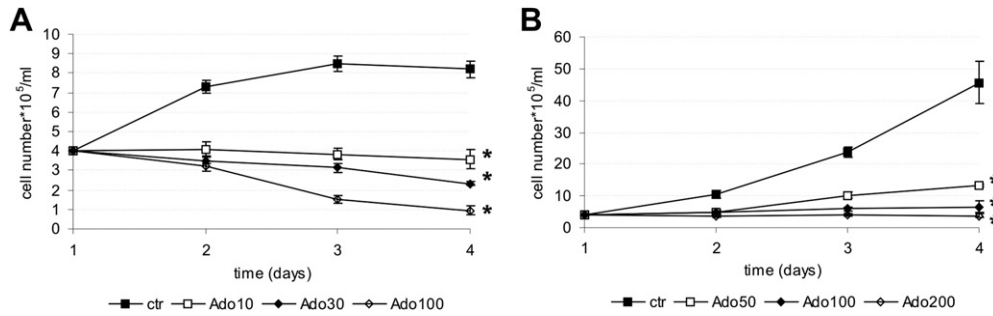 A
cell number*10⁵/ml
10
9
8
7
6
5
4
3
2
1
0
*
*
*
1 2 3 4
time (days)
ctr Ado10 Ado30 Ado100
B
cell number*10⁵/ml
60
50
40
30
20
10
0
*
*
*
1 2 3 4
time (days)
ctr Ado50 Ado100 Ado200